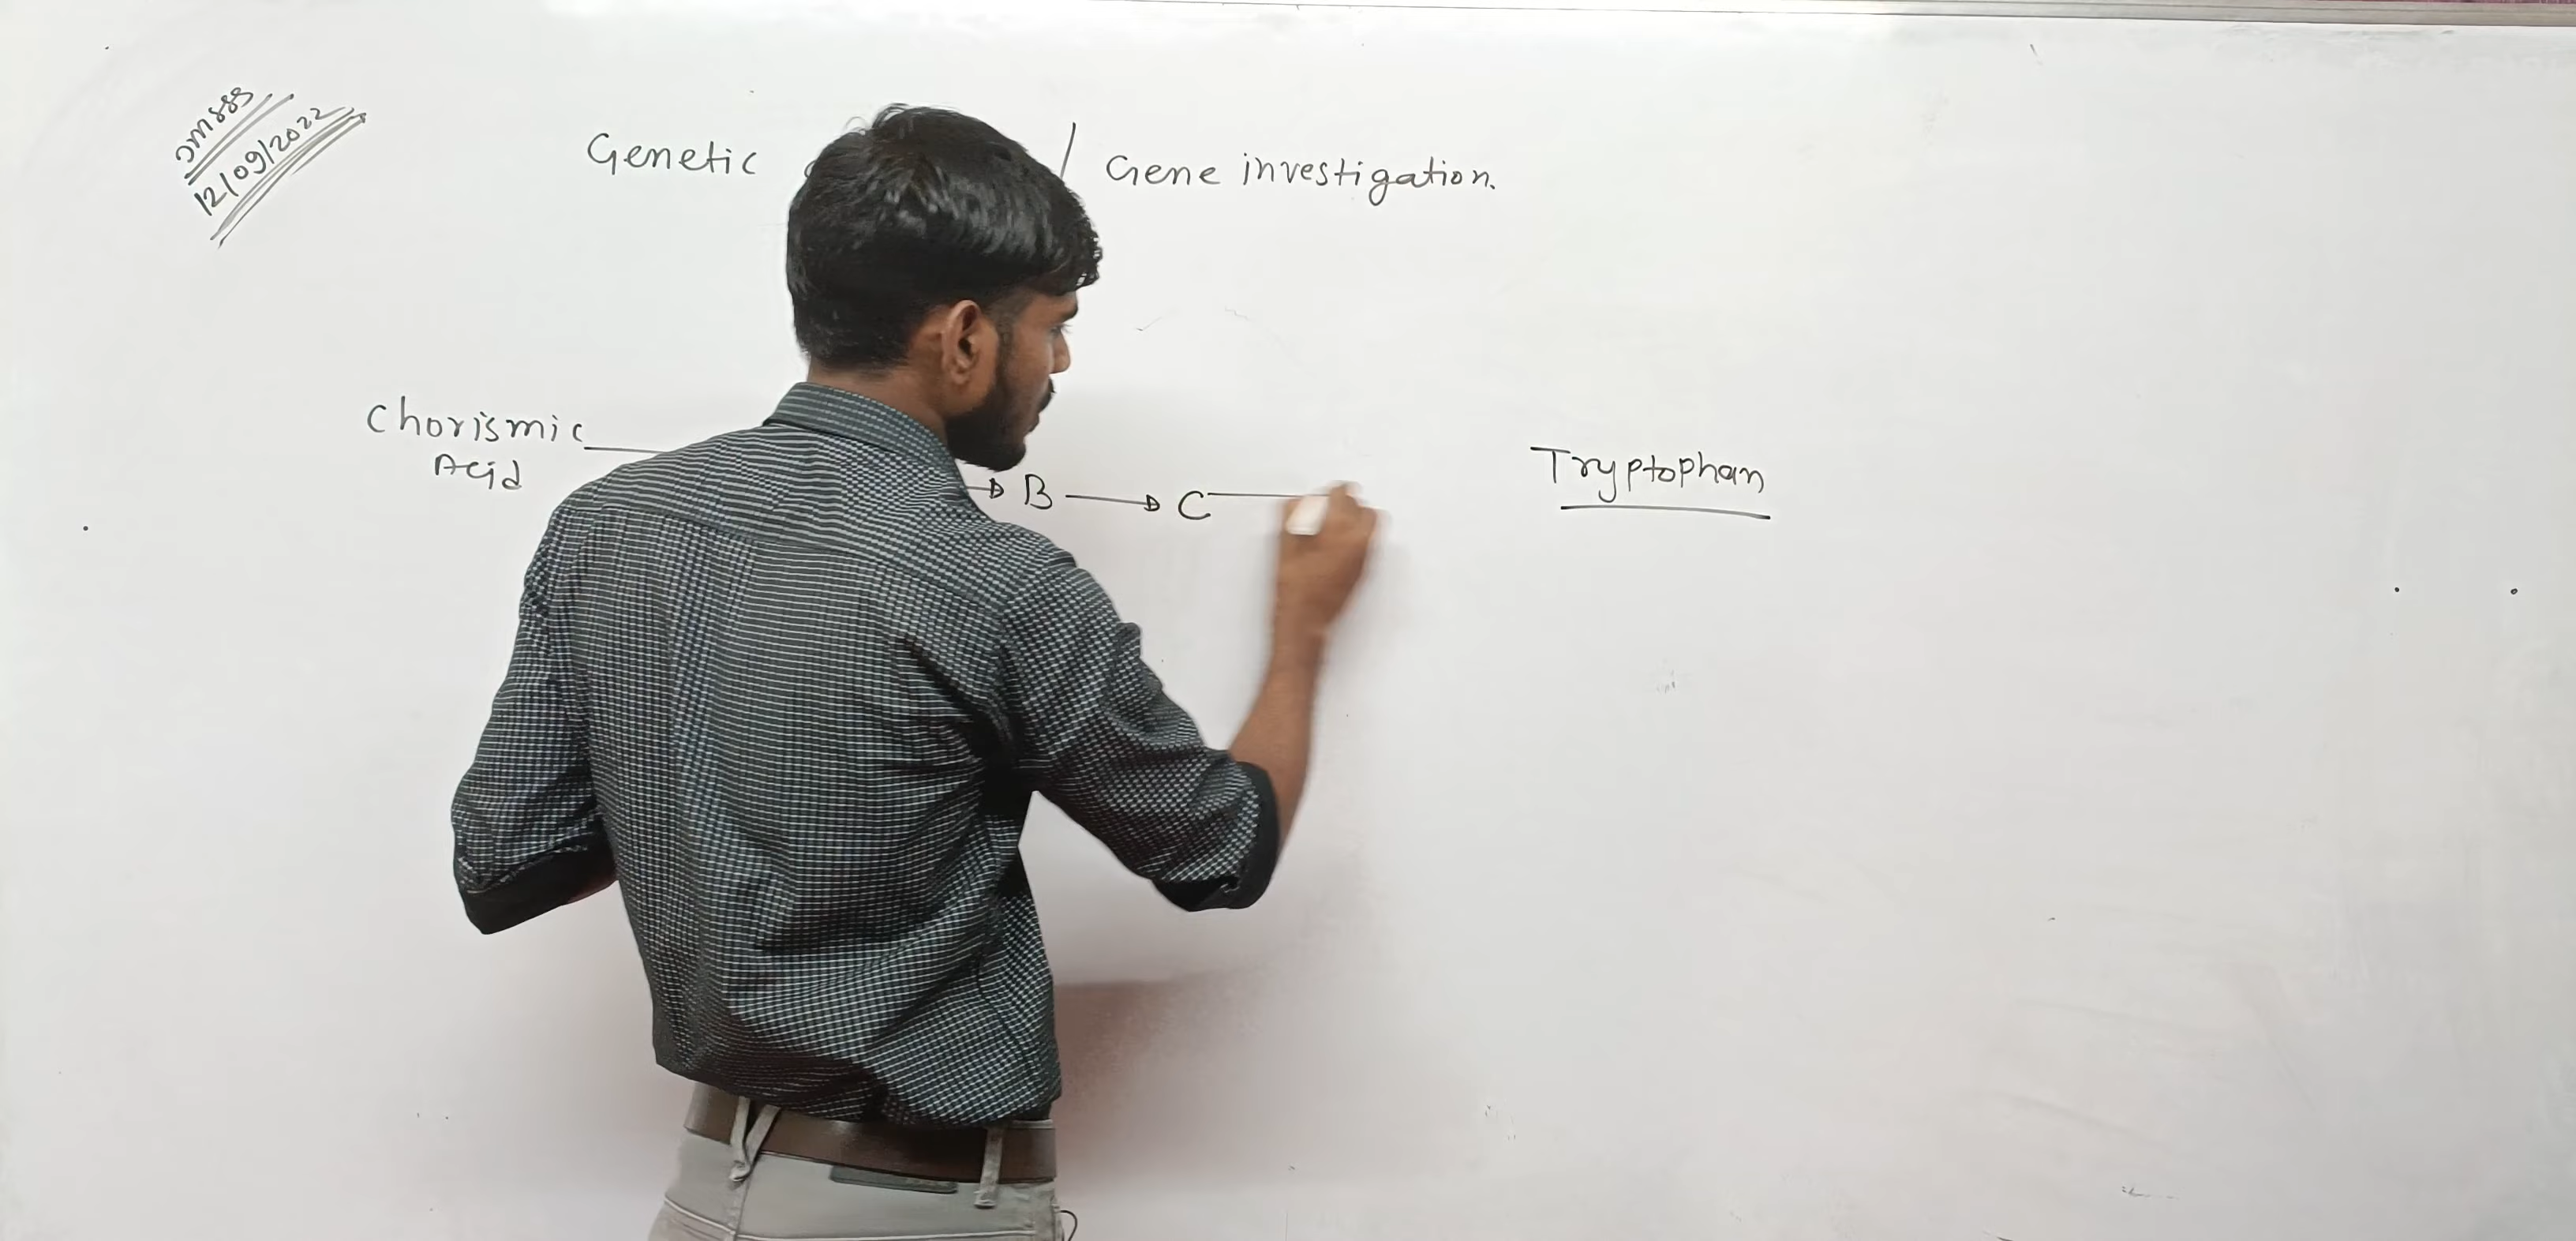 12/09/2022
Genetic / Gene investigation.
Chorismic
Acid
B → C
Tryptophan